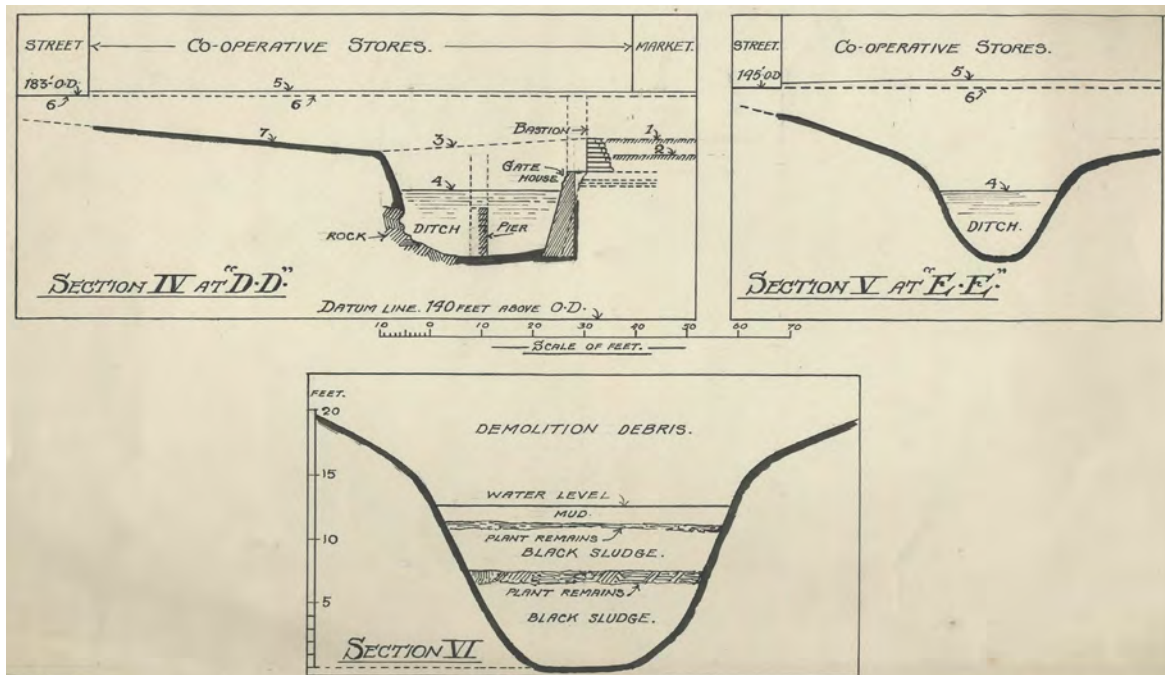 STREET
CO-OPERATIVE STORES.
MARKET.
183'·O·D·
5
6
6
7
3
BASTION
1
2
GATE
HOUSE
4
ROCK
DITCH
PIER
SECTION IV AT "D·D"
DATUM LINE. 140 FEET ABOVE O·D·
STREET.
CO-OPERATIVE STORES.
195'·O·D
5
6
4
DITCH.
SECTION V AT "E·E"
10 0 10 20 30 40 50 60 70
SCALE OF FEET.
FEET.
20
DEMOLITION DEBRIS.
15
WATER LEVEL
MUD.
PLANT REMAINS
10
BLACK SLUDGE.
PLANT REMAINS
5
BLACK SLUDGE.
SECTION VI